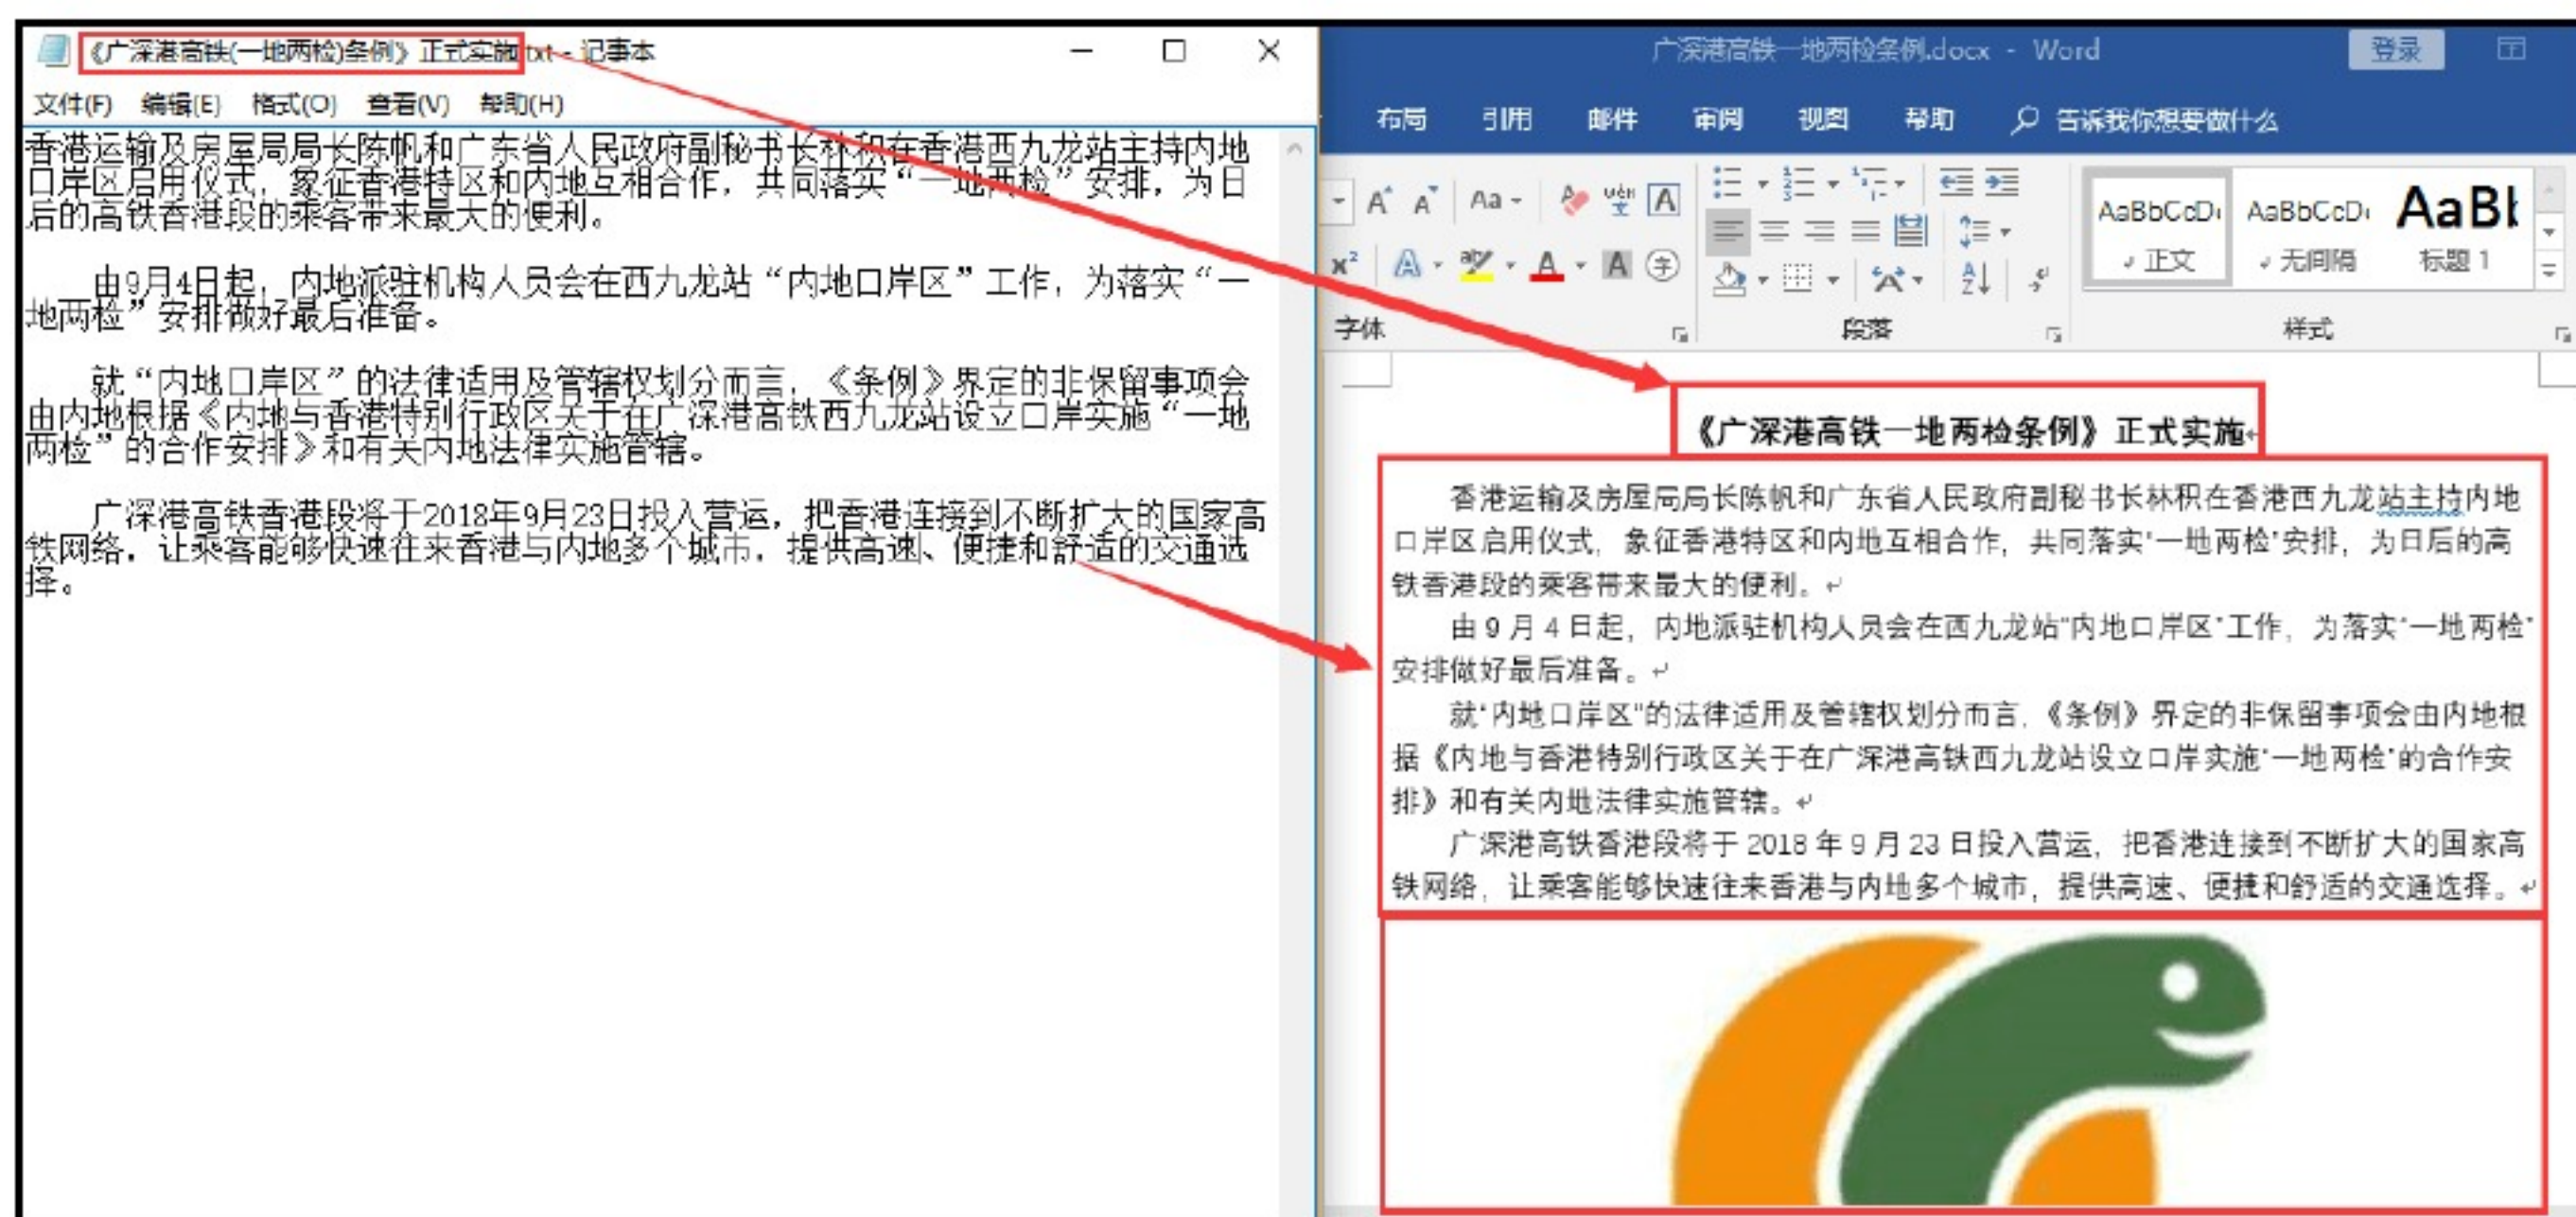 《广深港高铁(一地两检)条例》正式实施.txt - 记事本
文件(F) 编辑(E) 格式(O) 查看(V) 帮助(H)
香港运输及房屋局局长陈帆和广东省人民政府副秘书长林积在香港西九龙站主持内地
口岸区启用仪式，象征香港特区和内地互相合作，共同落实“一地两检”安排，为日
后的高铁香港段的乘客带来最大的便利。
由9月4日起，内地派驻机构人员会在西九龙站“内地口岸区”工作，为落实“一
地两检”安排做好最后准备。
就“内地口岸区”的法律适用及管辖权划分而言，《条例》界定的非保留事项会
由内地根据《内地与香港特别行政区关于在广深港高铁西九龙站设立口岸实施“一地
两检”的合作安排》和有关内地法律实施管辖。
广深港高铁香港段将于2018年9月23日投入营运，把香港连接到不断扩大的国家高
铁网络，让乘客能够快速往来香港与内地多个城市，提供高速、便捷和舒适的交通选
择。
广深港高铁一地两检条例.docx - Word
登录
布局 引用 邮件 审阅 视图 帮助 告诉我你想要做什么
AaBbCcD AaBbCcD AaBb
正文 无间隔 标题 1
字体 段落 样式
《广深港高铁一地两检条例》正式实施
香港运输及房屋局局长陈帆和广东省人民政府副秘书长林积在香港西九龙站主持内地
口岸区启用仪式，象征香港特区和内地互相合作，共同落实“一地两检”安排，为日后的高
铁香港段的乘客带来最大的便利。
由 9 月 4 日起，内地派驻机构人员会在西九龙站“内地口岸区”工作，为落实“一地两检”
安排做好最后准备。
就“内地口岸区”的法律适用及管辖权划分而言，《条例》界定的非保留事项会由内地根
据《内地与香港特别行政区关于在广深港高铁西九龙站设立口岸实施“一地两检”的合作安
排》和有关内地法律实施管辖。
广深港高铁香港段将于 2018 年 9 月 23 日投入营运，把香港连接到不断扩大的国家高
铁网络，让乘客能够快速往来香港与内地多个城市，提供高速、便捷和舒适的交通选择。